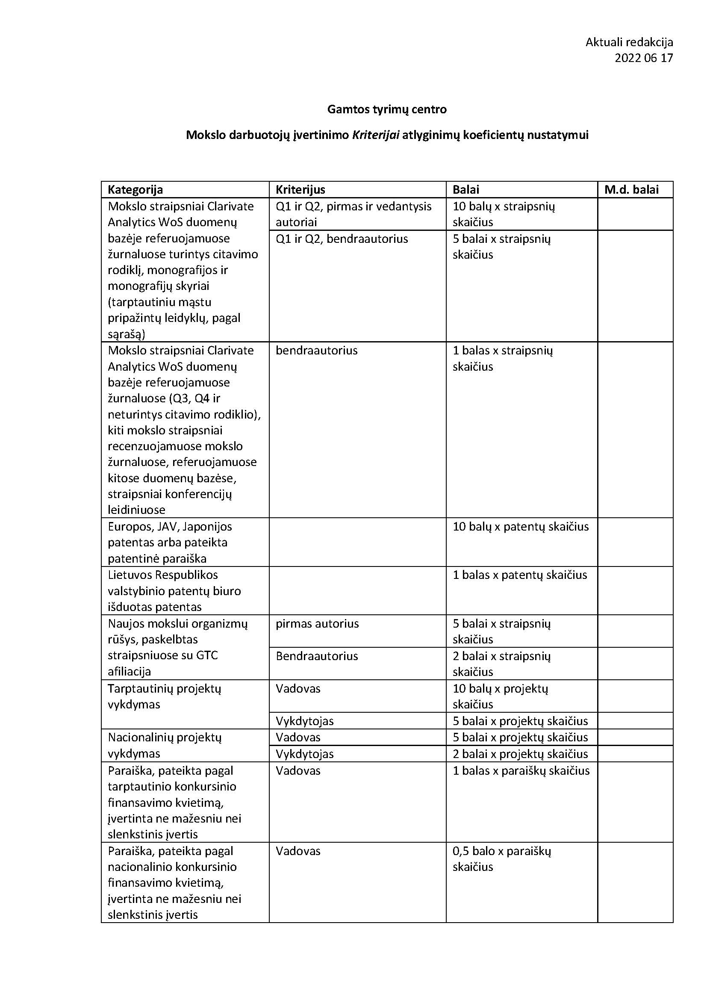 Aktuali redakcija
2022 06 17
Gamtos tyrimų centro
Mokslo darbuotojų įvertinimo Kriterijai atlyginimų koeficientų nustatymui
Kategorija
Kriterijus
Balai
M.d. balai
Mokslo straipsniai Clarivate
Analytics WoS duomenų
bazėje referuojamuose
žurnaluose turintys citavimo
rodiklį, monografijos ir
monografijų skyriai
(tarptautiniu mąstu
pripažintų leidyklų, pagal
sąrašą)
Q1 ir Q2, pirmas ir vedantysis
autoriai
10 balų x straipsnių
skaičius
Q1 ir Q2, bendraautorius
5 balai x straipsnių
skaičius
Mokslo straipsniai Clarivate
Analytics WoS duomenų
bazėje referuojamuose
žurnaluose (Q3, Q4 ir
neturintys citavimo rodiklio),
kiti mokslo straipsniai
recenzuojamuose mokslo
žurnaluose, referuojamuose
kitose duomenų bazėse,
straipsniai konferencijų
leidiniuose
bendraautorius
1 balas x straipsnių
skaičius
Europos, JAV, Japonijos
patentas arba pateikta
patentinė paraiška
10 balų x patentų skaičius
Lietuvos Respublikos
valstybinio patentų biuro
išduotas patentas
1 balas x patentų skaičius
Naujos mokslui organizmų
rūšys, paskelbtas
straipsniuose su GTC
afiliacija
pirmas autorius
5 balai x straipsnių
skaičius
Bendraautorius
2 balai x straipsnių
skaičius
Tarptautinių projektų
vykdymas
Vadovas
10 balų x projektų
skaičius
Vykdytojas
5 balai x projektų skaičius
Nacionalinių projektų
vykdymas
Vadovas
5 balai x projektų skaičius
Vykdytojas
2 balai x projektų skaičius
Paraiška, pateikta pagal
tarptautinio konkursinio
finansavimo kvietimą,
įvertinta ne mažesniu nei
slenkstinis įvertis
Vadovas
1 balas x paraiškų skaičius
Paraiška, pateikta pagal
nacionalinio konkursinio
finansavimo kvietimą,
įvertinta ne mažesniu nei
slenkstinis įvertis
Vadovas
0,5 balo x paraiškų
skaičius